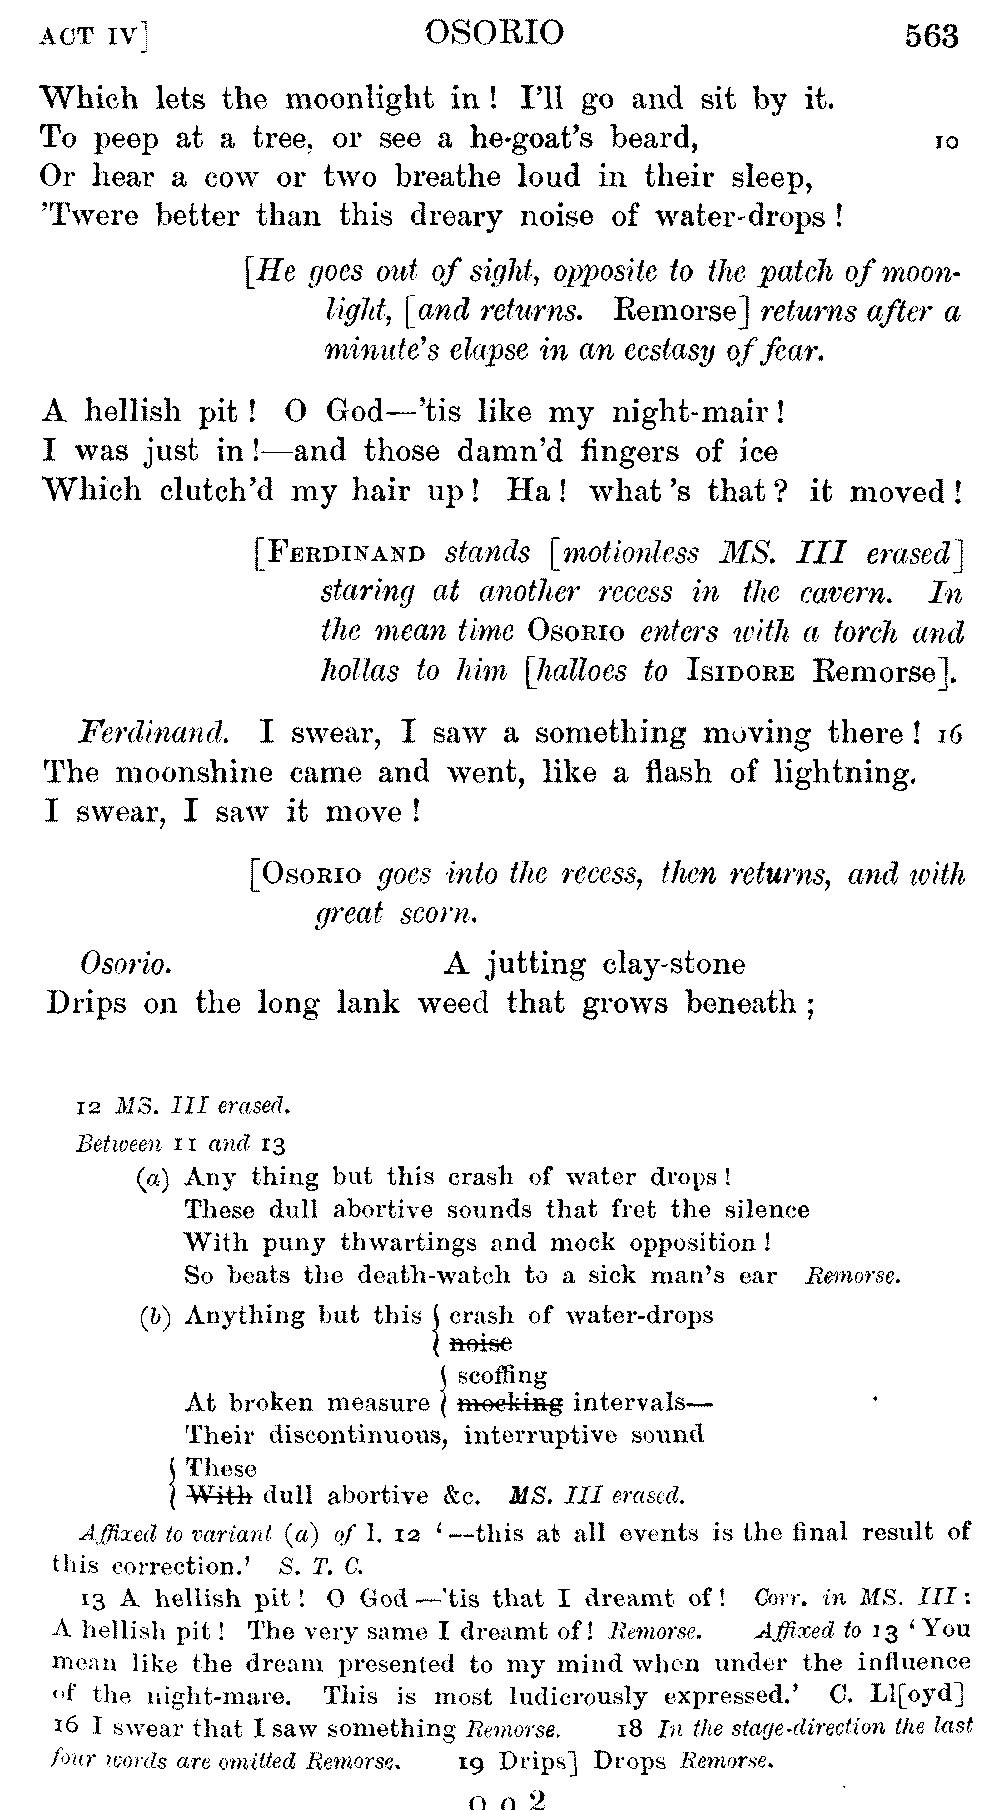 ACT IV] OSORIO 563
Which lets the moonlight in! I'll go and sit by it.
To peep at a tree, or see a he-goat's beard, 10
Or hear a cow or two breathe loud in their sleep,
'Twere better than this dreary noise of water-drops!
[He goes out of sight, opposite to the patch of moon-
light, [and returns. Remorse] returns after a
minute's elapse in an ecstasy of fear.
A hellish pit! O God—'tis like my night-mair!
I was just in!—and those damn'd fingers of ice
Which clutch'd my hair up! Ha! what's that? it moved!
[FERDINAND stands [motionless MS. III erased]
staring at another recess in the cavern. In
the mean time OSORIO enters with a torch and
hollas to him [halloes to ISIDORE Remorse].
Ferdinand. I swear, I saw a something moving there! 16
The moonshine came and went, like a flash of lightning.
I swear, I saw it move!
[OSORIO goes into the recess, then returns, and with
great scorn.
Osorio. A jutting clay-stone
Drips on the long lank weed that grows beneath;
12 MS. III erased.
Between 11 and 13
(a) Any thing but this crash of water drops!
These dull abortive sounds that fret the silence
With puny thwartings and mock opposition!
So beats the death-watch to a sick man's ear Remorse.
(b) Anything but this { crash of water-drops
{ noise
{ scoffing
At broken measure { mocking intervals—
Their discontinuous, interruptive sound
{ These
{ With dull abortive &c. MS. III erased.
Affixed to variant (a) of l. 12 '—this at all events is the final result of
this correction.' S. T. C.
13 A hellish pit! O God—'tis that I dreamt of! Corr. in MS. III:
A hellish pit! The very same I dreamt of! Remorse. Affixed to 13 'You
mean like the dream presented to my mind when under the influence
of the night-mare. This is most ludicrously expressed.' C. Ll[oyd]
16 I swear that I saw something Remorse. 18 In the stage-direction the last
four words are omitted Remorse. 19 Drips] Drops Remorse.
O O 2